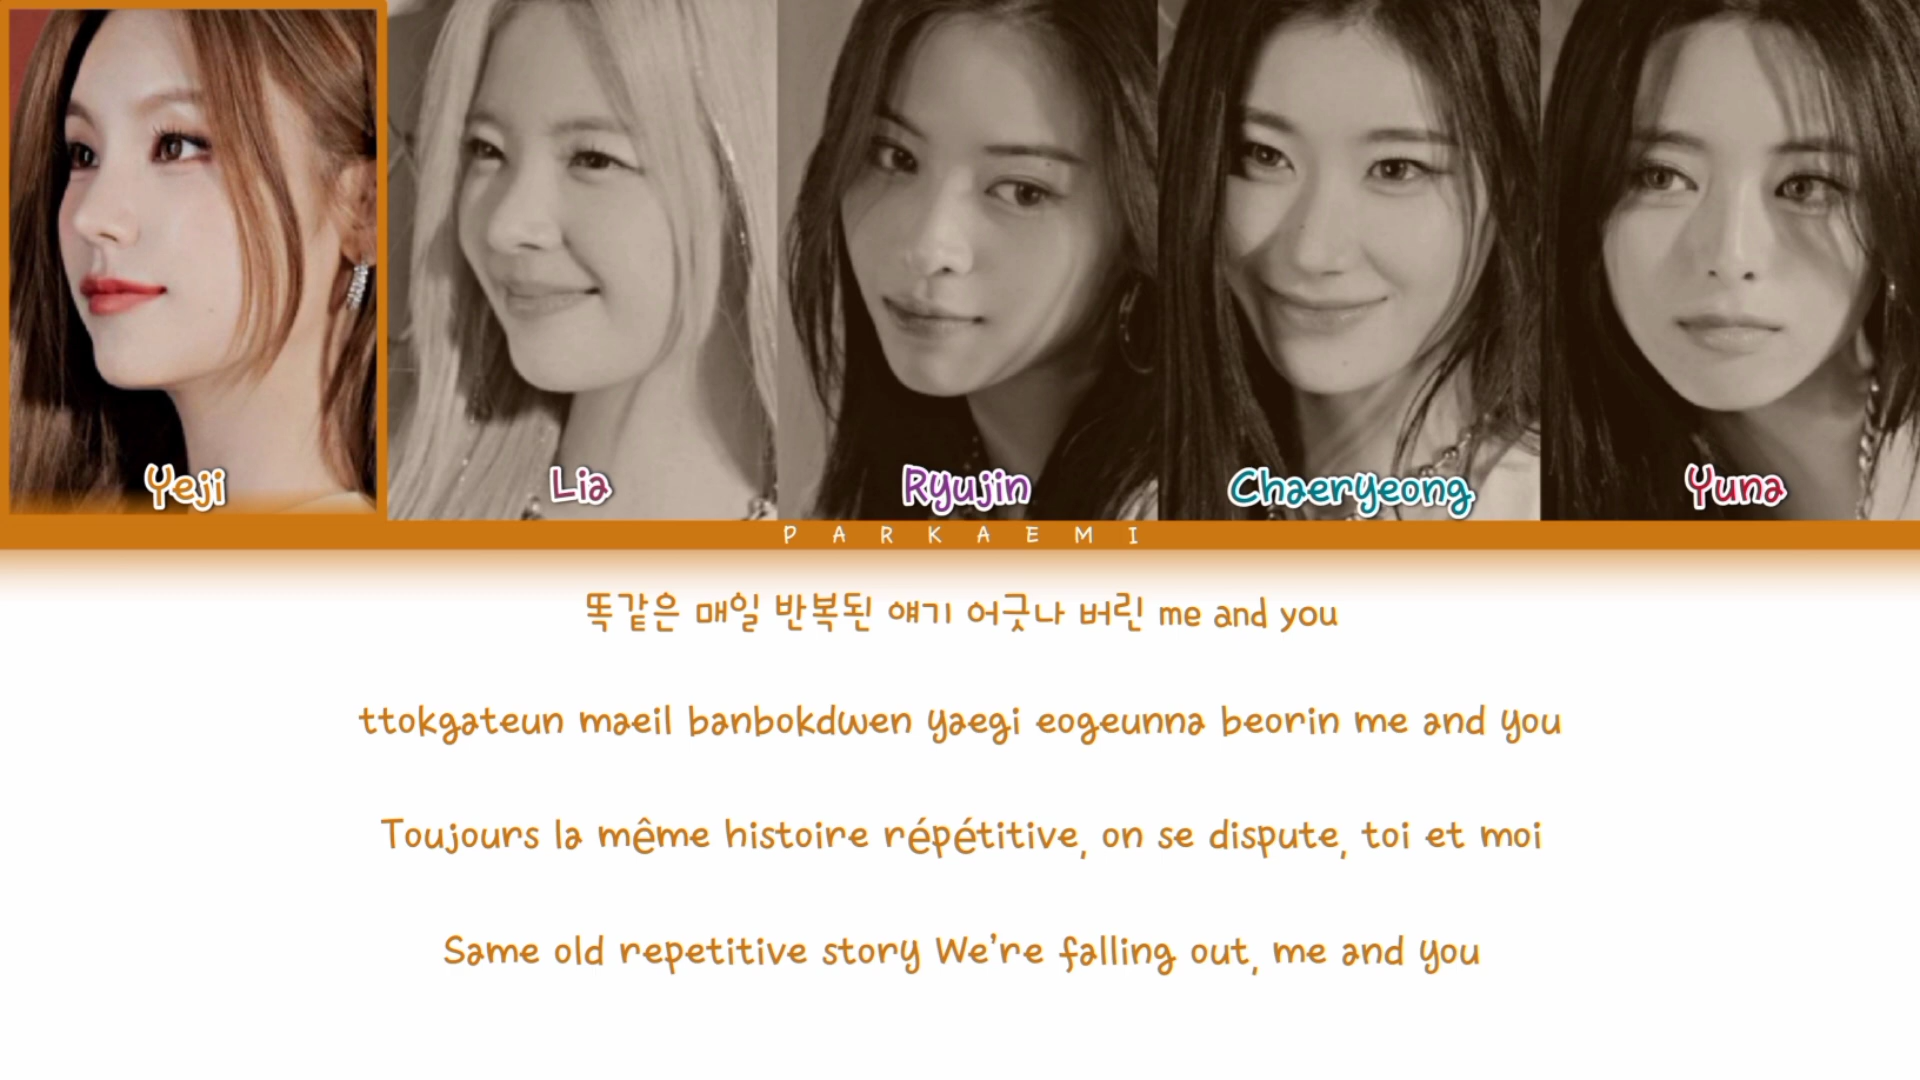 Yeji
Lia
Ryujin
Chaeryeong
Yuna
PARKAEMI
똑같은 매일 반복된 얘기 어긋나 버린 me and you
ttokgateun maeil banbokdwen yaegi eogeunna beorin me and you
Toujours la même histoire répétitive, on se dispute, toi et moi
Same old repetitive story We're falling out, me and you